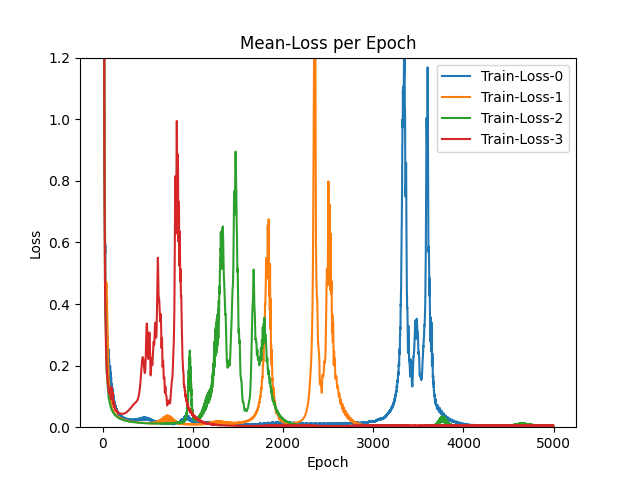 Mean-Loss per Epoch
Loss
1.2
1.0
0.8
0.6
0.4
0.2
0.0
Train-Loss-0
Train-Loss-1
Train-Loss-2
Train-Loss-3
0 1000 2000 3000 4000 5000
Epoch